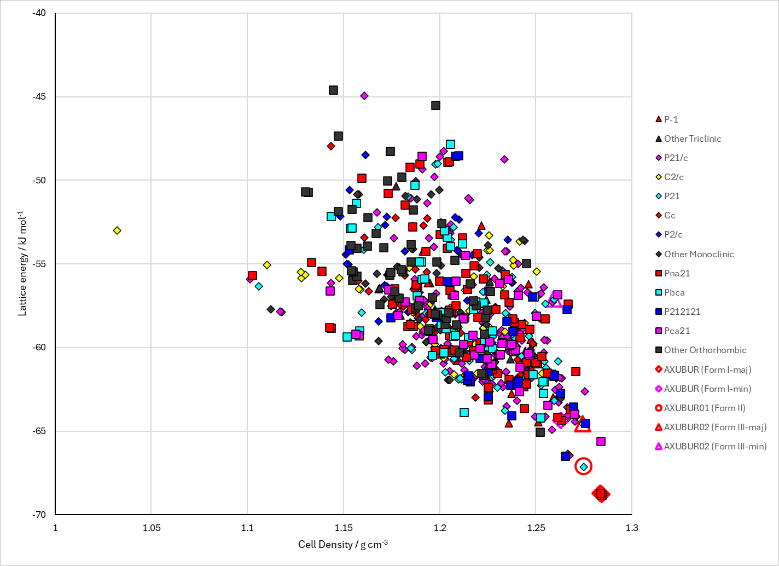 -40
-45
-50
-55
-60
-65
-70
Lattice energy / kJ mol⁻¹
1
1.05
1.1
1.15
1.2
1.25
1.3
Cell Density / g cm⁻³
P-1
Other Triclinic
P21/c
C2/c
P21
Cc
P2/c
Other Monoclinic
Pna21
Pbca
P212121
Pca21
Other Orthorhombic
AXUBUR (Form I-maj)
AXUBUR (Form I-min)
AXUBUR01 (Form II)
AXUBUR02 (Form III-maj)
AXUBUR02 (Form III-min)